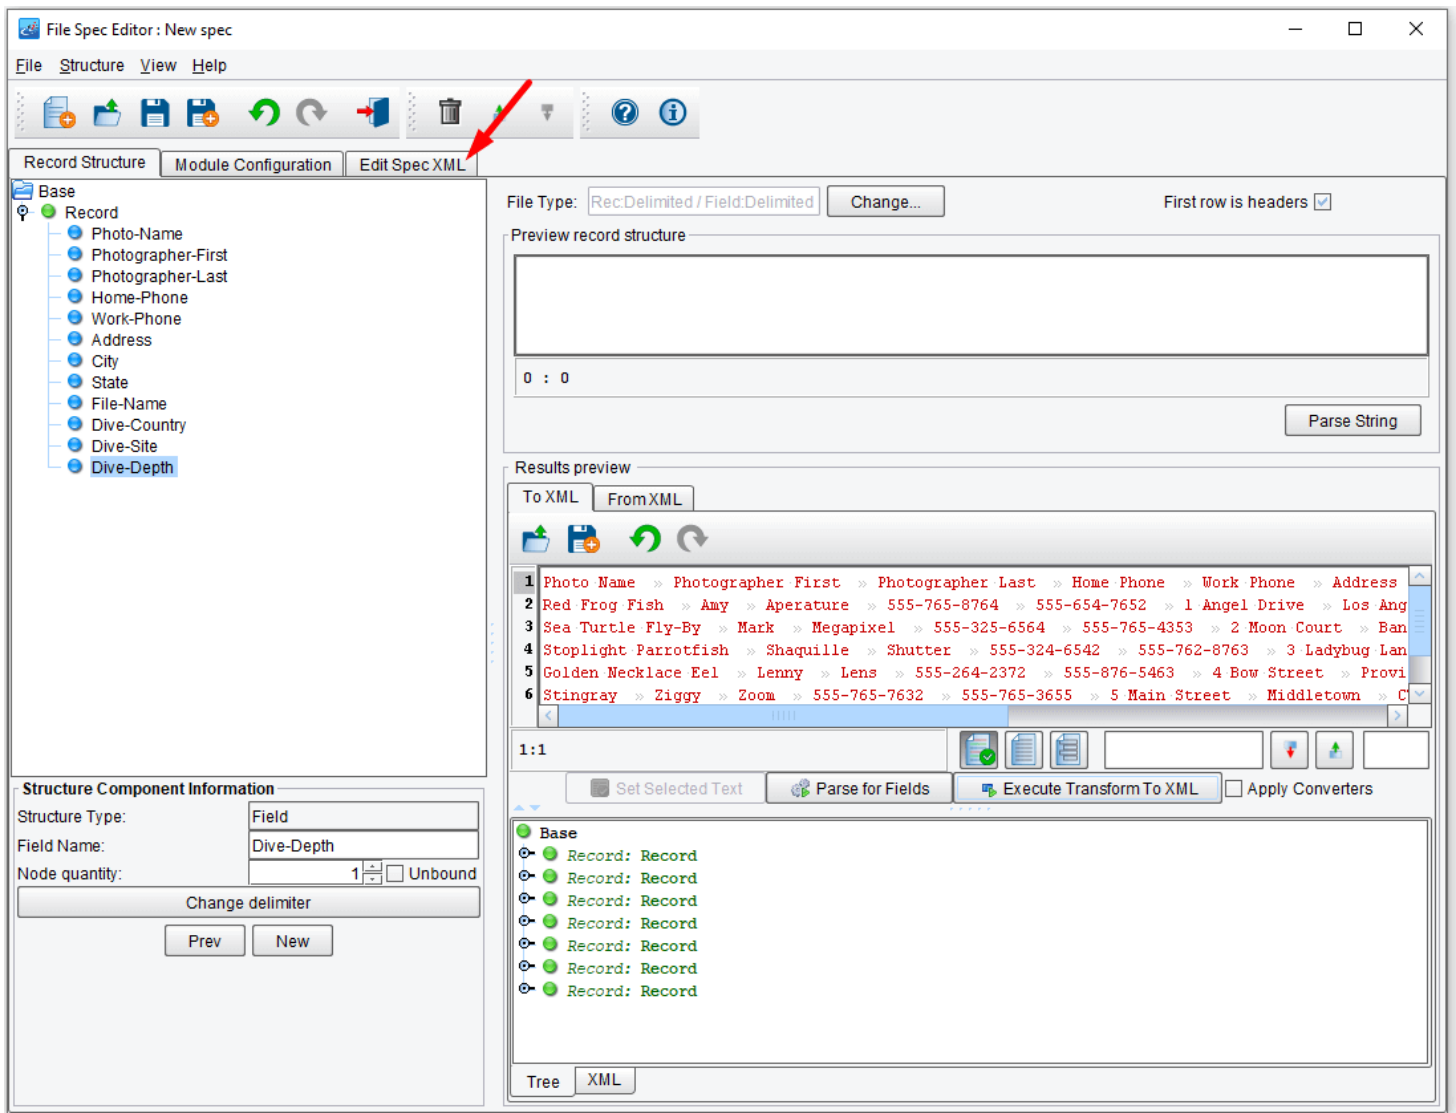 File Spec Editor : New spec
File Structure View Help
Record Structure Module Configuration Edit Spec XML
Base
Record
Photo-Name
Photographer-First
Photographer-Last
Home-Phone
Work-Phone
Address
City
State
File-Name
Dive-Country
Dive-Site
Dive-Depth
Structure Component Information
Structure Type: Field
Field Name: Dive-Depth
Node quantity: 1 Unbound
Change delimiter
Prev New
File Type: Rec:Delimited / Field:Delimited Change... First row is headers
Preview record structure
0 : 0
Parse String
Results preview
To XML From XML
1 Photo Name » Photographer First » Photographer Last » Home Phone » Work Phone » Address
2 Red Frog Fish » Amy » Aperature » 555-765-8764 » 555-654-7652 » 1 Angel Drive » Los Ang
3 Sea Turtle Fly-By » Mark » Megapixel » 555-325-6564 » 555-765-4353 » 2 Moon Court » Ban
4 Stoplight Parrotfish » Shaquille » Shutter » 555-324-6542 » 555-762-8763 » 3 Ladybug Lan
5 Golden Necklace Eel » Lenny » Lens » 555-264-2372 » 555-876-5463 » 4 Bow Street » Provi
6 Stingray » Ziggy » Zoom » 555-765-7632 » 555-765-3655 » 5 Main Street » Middletown » C
1:1
Set Selected Text Parse for Fields Execute Transform To XML Apply Converters
Base
Record: Record
Record: Record
Record: Record
Record: Record
Record: Record
Record: Record
Record: Record
Tree XML